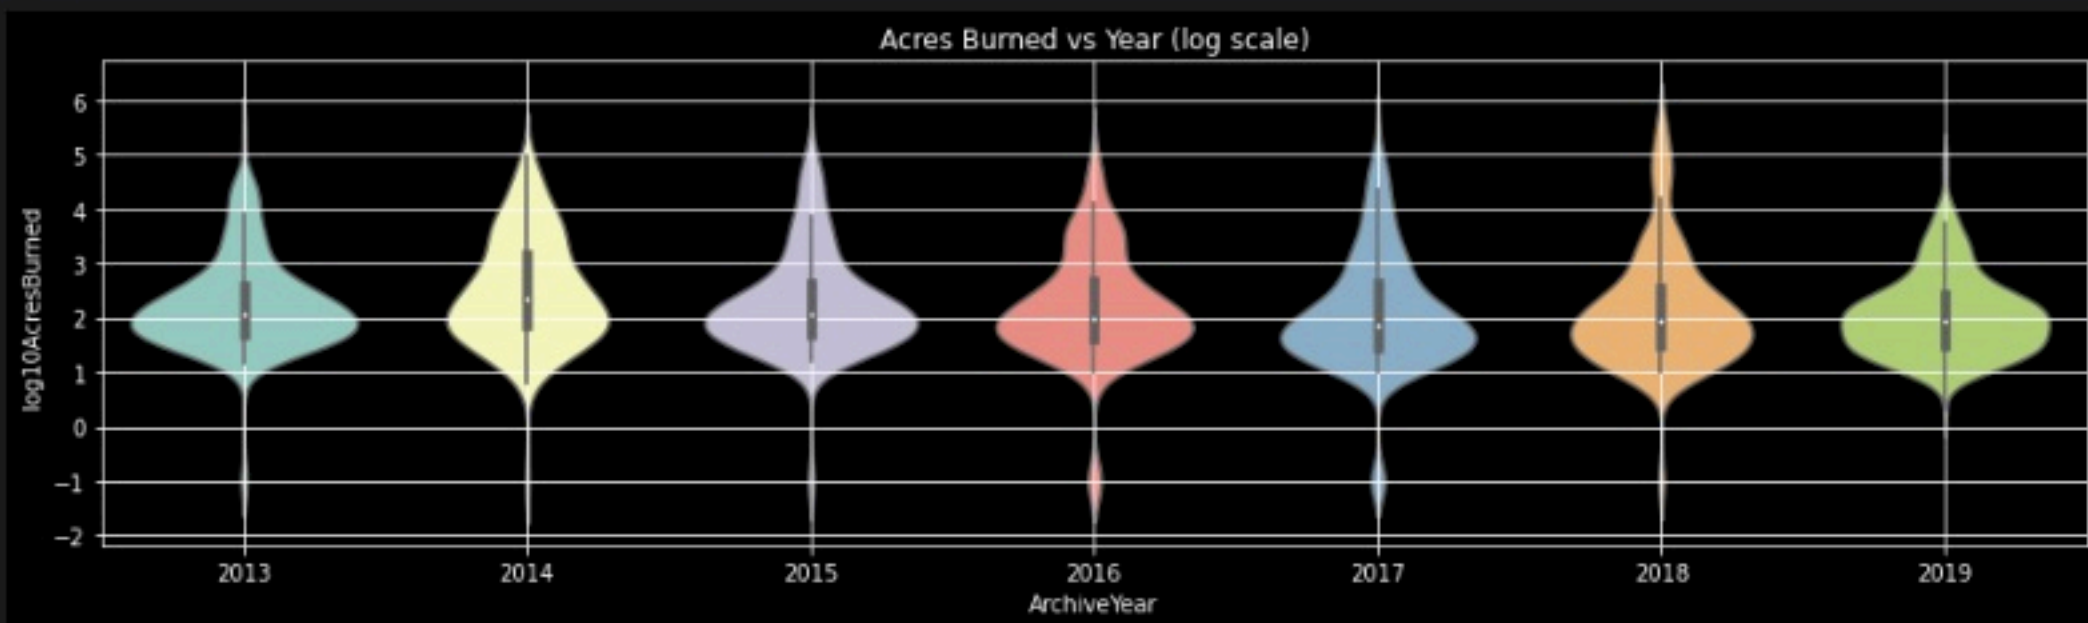 Acres Burned vs Year (log scale)
log10AcresBurned
6
5
4
3
2
1
0
−1
−2
2013 2014 2015 2016 2017 2018 2019
ArchiveYear